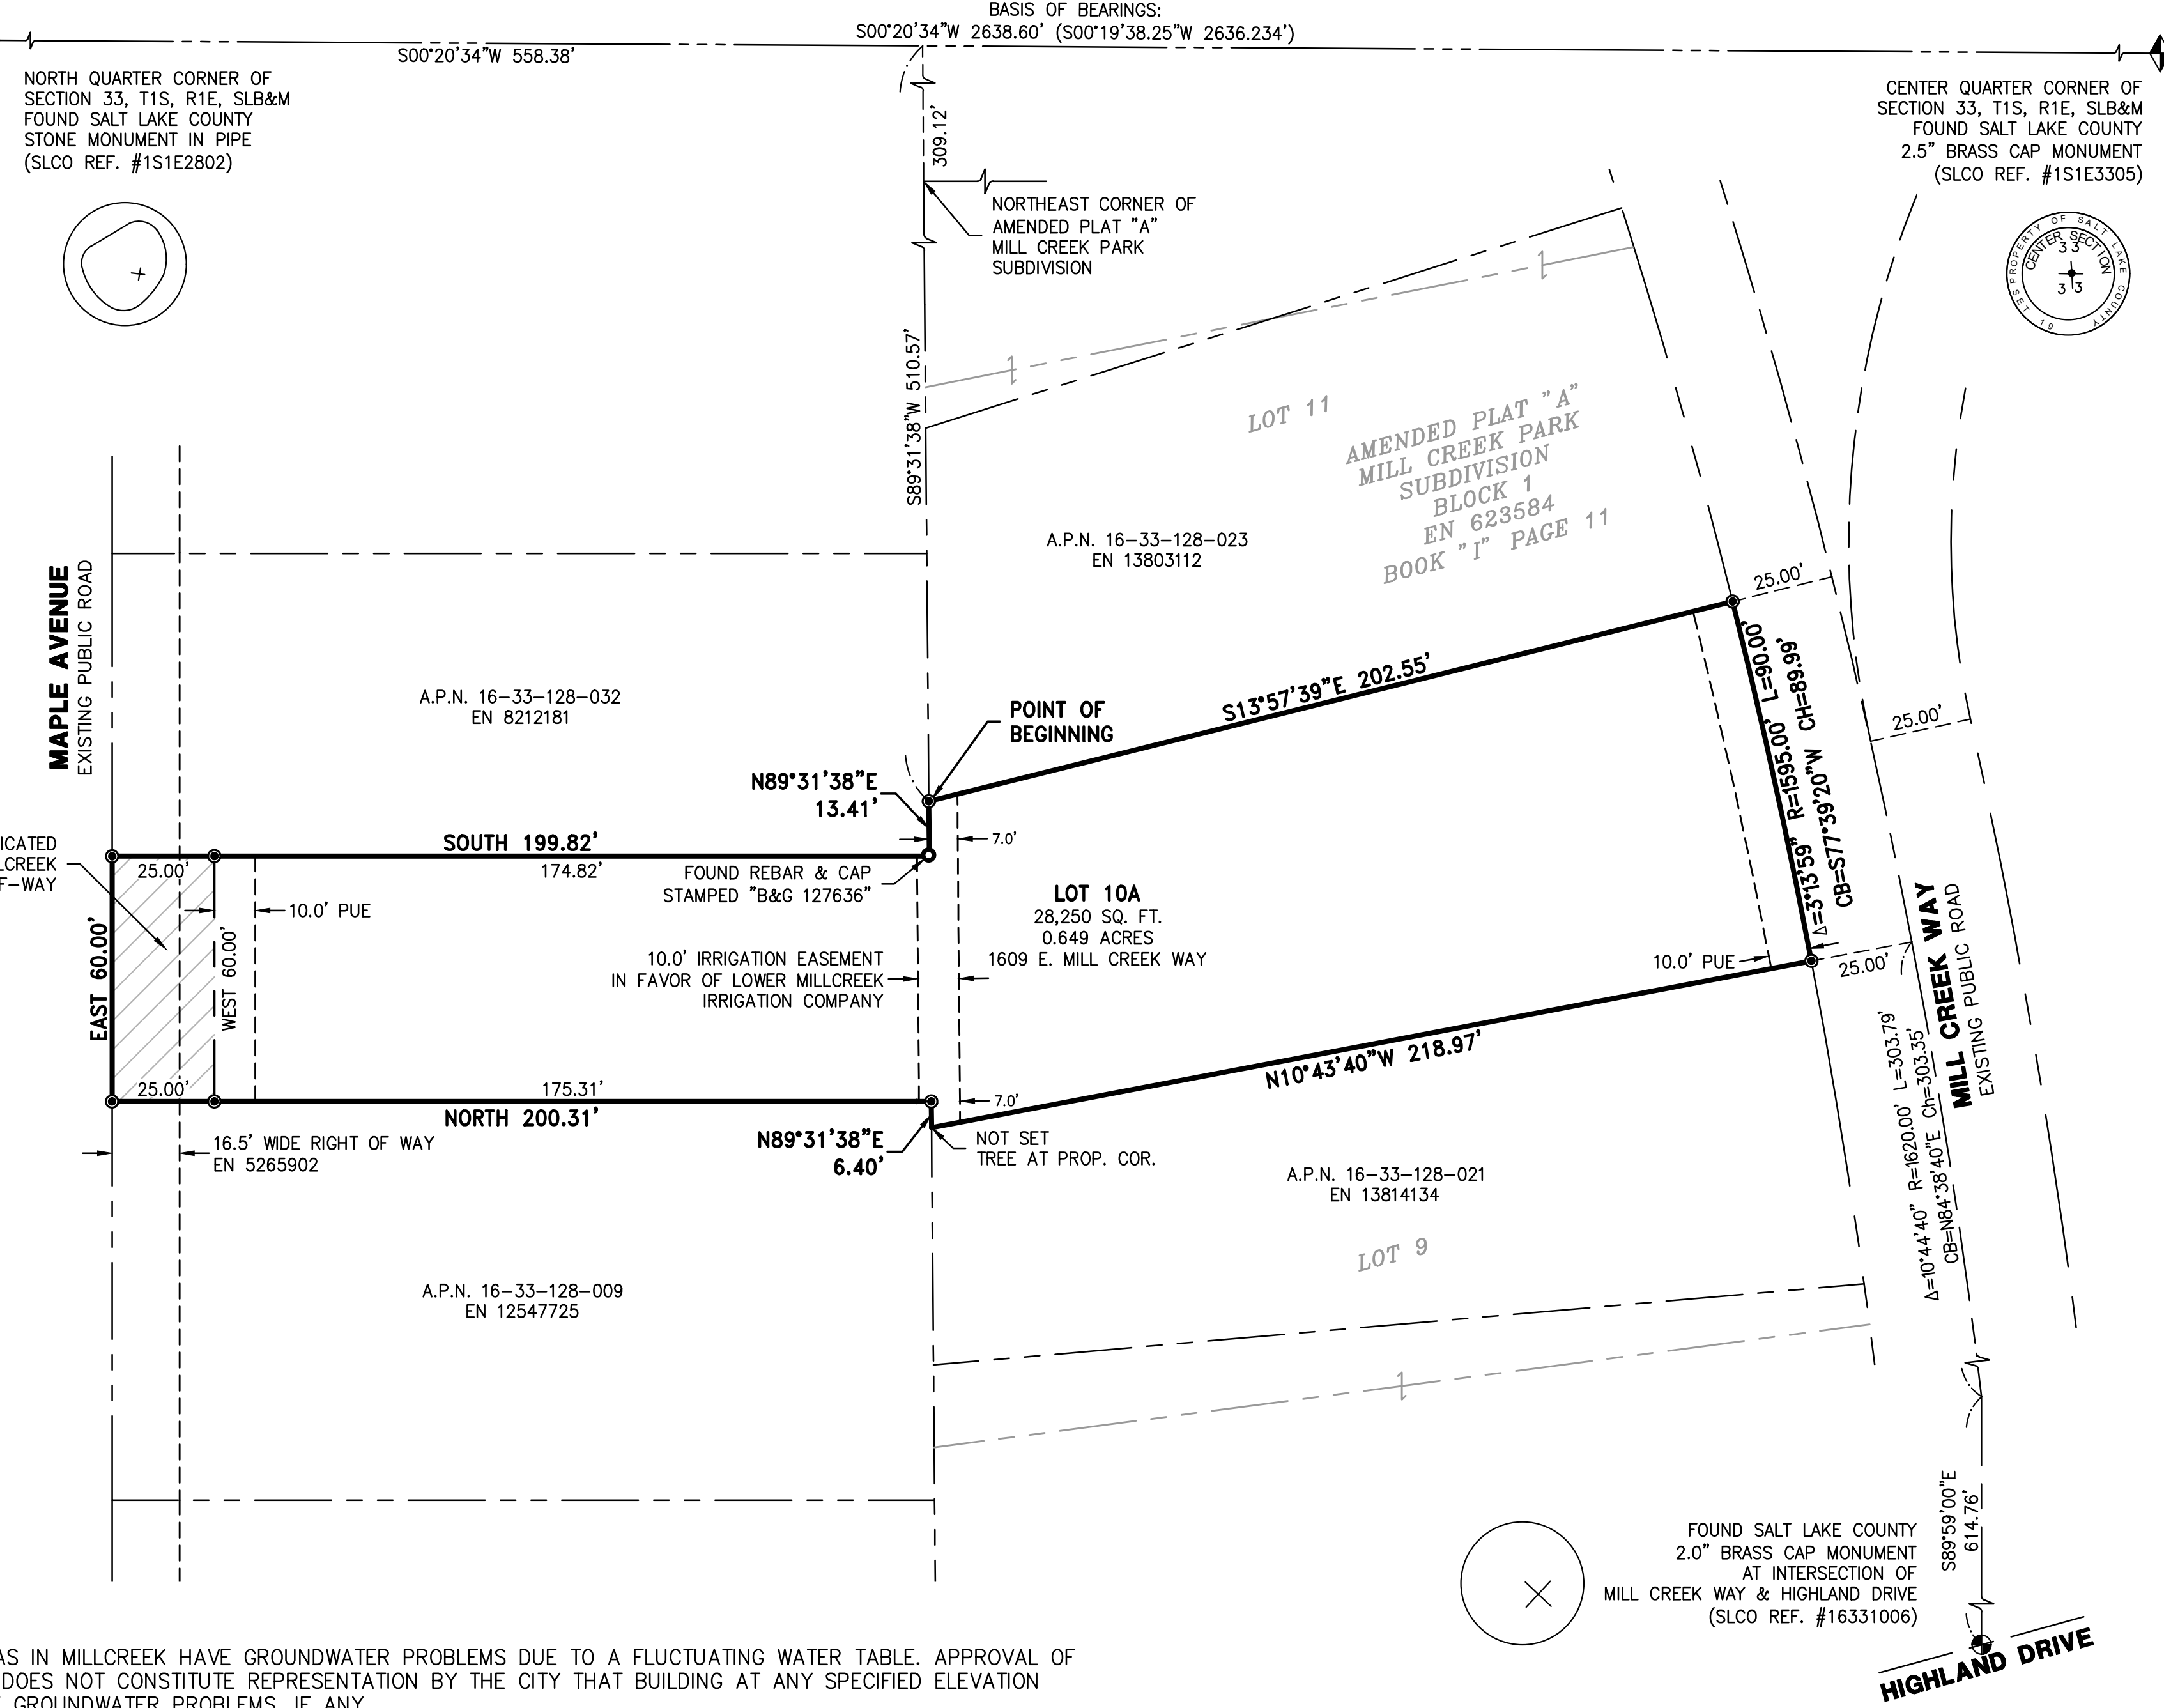 BASIS OF BEARINGS:
S00°20'34"W 2638.60' (S00°19'38.25"W 2636.234')
S00°20'34"W 558.38'
NORTH QUARTER CORNER OF
SECTION 33, T1S, R1E, SLB&M
FOUND SALT LAKE COUNTY
STONE MONUMENT IN PIPE
(SLCO REF. #1S1E2802)
CENTER QUARTER CORNER OF
SECTION 33, T1S, R1E, SLB&M
FOUND SALT LAKE COUNTY
2.5" BRASS CAP MONUMENT
(SLCO REF. #1S1E3305)
PROPERTY OF SALT LAKE COUNTY
SET 19
CENTER SECTION
33
33
309.12'
NORTHEAST CORNER OF
AMENDED PLAT "A"
MILL CREEK PARK
SUBDIVISION
S89°31'38"W 510.57'
LOT 11
AMENDED PLAT "A"
MILL CREEK PARK
SUBDIVISION
BLOCK 1
EN 623584
BOOK "I" PAGE 11
A.P.N. 16-33-128-023
EN 13803112
MAPLE AVENUE
EXISTING PUBLIC ROAD
A.P.N. 16-33-128-032
EN 8212181
POINT OF
BEGINNING
S13°57'39"E 202.55'
25.00'
Δ=3°13'59" R=1595.00' L=90.00'
CB=S77°39'20"W CH=89.99'
25.00'
N89°31'38"E
13.41'
7.0'
SOUTH 199.82'
25.00'
174.82'
FOUND REBAR & CAP
STAMPED "B&G 127636"
ICATED
LCREEK
F-WAY
10.0' PUE
LOT 10A
28,250 SQ. FT.
0.649 ACRES
1609 E. MILL CREEK WAY
10.0' IRRIGATION EASEMENT
IN FAVOR OF LOWER MILLCREEK
IRRIGATION COMPANY
EAST 60.00'
WEST 60.00'
10.0' PUE
25.00'
MILL CREEK WAY
EXISTING PUBLIC ROAD
25.00'
175.31'
NORTH 200.31'
7.0'
N10°43'40"W 218.97'
N89°31'38"E
6.40'
NOT SET
TREE AT PROP. COR.
16.5' WIDE RIGHT OF WAY
EN 5265902
A.P.N. 16-33-128-021
EN 13814134
Δ=10°44'40" R=1620.00' L=303.79'
CB=N84°38'40"E Ch=303.35'
LOT 9
A.P.N. 16-33-128-009
EN 12547725
S89°59'00"E
614.76'
FOUND SALT LAKE COUNTY
2.0" BRASS CAP MONUMENT
AT INTERSECTION OF
MILL CREEK WAY & HIGHLAND DRIVE
(SLCO REF. #16331006)
HIGHLAND DRIVE
AS IN MILLCREEK HAVE GROUNDWATER PROBLEMS DUE TO A FLUCTUATING WATER TABLE. APPROVAL OF
DOES NOT CONSTITUTE REPRESENTATION BY THE CITY THAT BUILDING AT ANY SPECIFIED ELEVATION
GROUNDWATER PROBLEMS, IF ANY